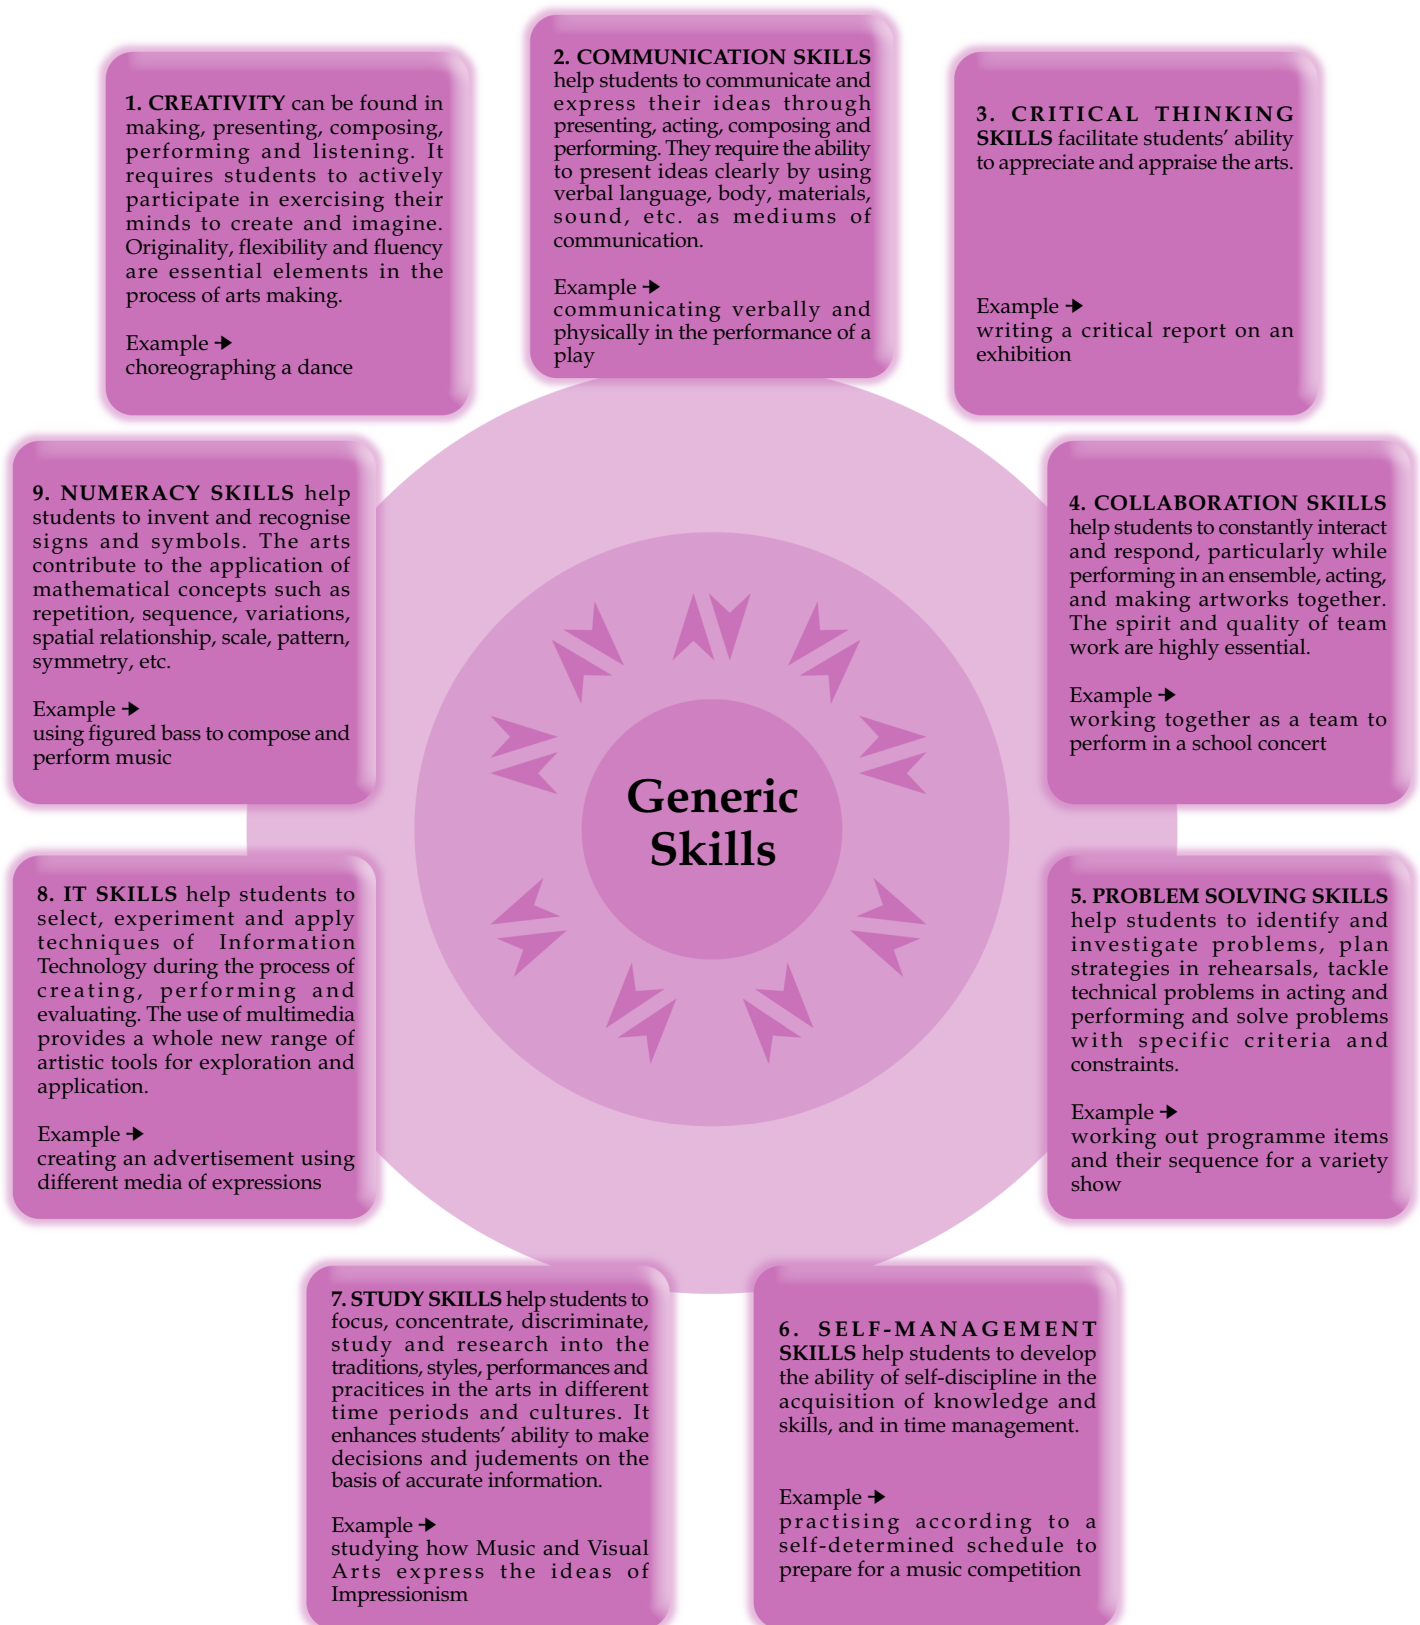 1. CREATIVITY can be found in
making, presenting, composing,
performing and listening. It
requires students to actively
participate in exercising their
minds to create and imagine.
Originality, flexibility and fluency
are essential elements in the
process of arts making.
Example ➔
choreographing a dance
2. COMMUNICATION SKILLS
help students to communicate and
express their ideas through
presenting, acting, composing and
performing. They require the ability
to present ideas clearly by using
verbal language, body, materials,
sound, etc. as mediums of
communication.
Example ➔
communicating verbally and
physically in the performance of a
play
3. CRITICAL THINKING
SKILLS facilitate students’ ability
to appreciate and appraise the arts.
Example ➔
writing a critical report on an
exhibition
4. COLLABORATION SKILLS
help students to constantly interact
and respond, particularly while
performing in an ensemble, acting,
and making artworks together.
The spirit and quality of team
work are highly essential.
Example ➔
working together as a team to
perform in a school concert
5. PROBLEM SOLVING SKILLS
help students to identify and
investigate problems, plan
strategies in rehearsals, tackle
technical problems in acting and
performing and solve problems
with specific criteria and
constraints.
Example ➔
working out programme items
and their sequence for a variety
show
6. SELF-MANAGEMENT
SKILLS help students to develop
the ability of self-discipline in the
acquisition of knowledge and
skills, and in time management.
Example ➔
practising according to a
self-determined schedule to
prepare for a music competition
7. STUDY SKILLS help students to
focus, concentrate, discriminate,
study and research into the
traditions, styles, performances and
pracitices in the arts in different
time periods and cultures. It
enhances students’ ability to make
decisions and judements on the
basis of accurate information.
Example ➔
studying how Music and Visual
Arts express the ideas of
Impressionism
8. IT SKILLS help students to
select, experiment and apply
techniques of Information
Technology during the process of
creating, performing and
evaluating. The use of multimedia
provides a whole new range of
artistic tools for exploration and
application.
Example ➔
creating an advertisement using
different media of expressions
9. NUMERACY SKILLS help
students to invent and recognise
signs and symbols. The arts
contribute to the application of
mathematical concepts such as
repetition, sequence, variations,
spatial relationship, scale, pattern,
symmetry, etc.
Example ➔
using figured bass to compose and
perform music
Generic
Skills